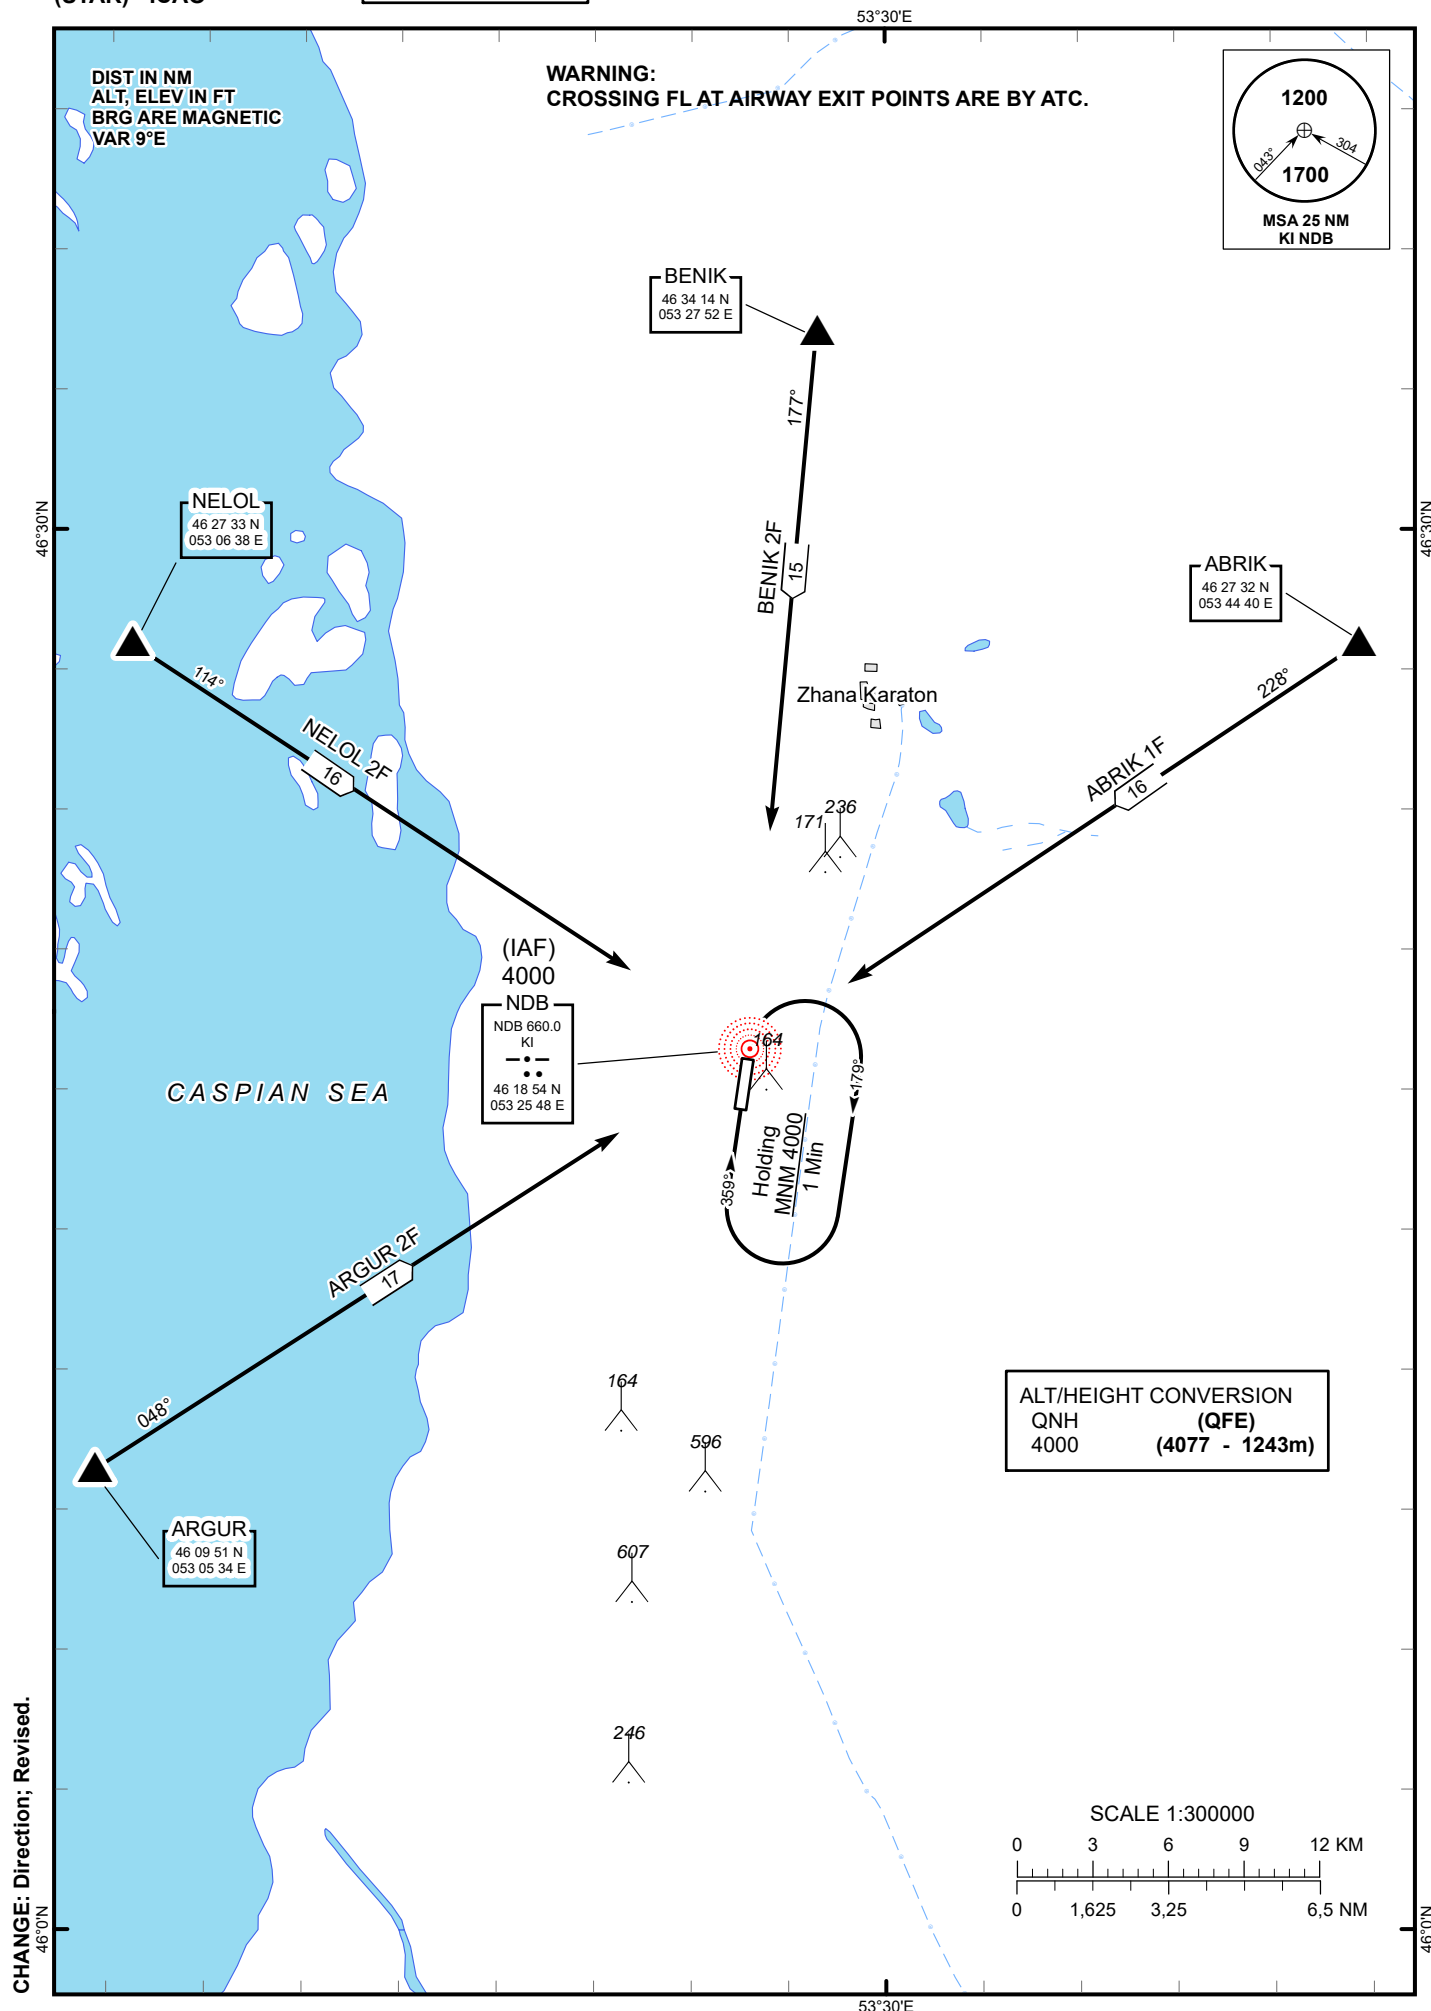 53°30'E
DIST IN NM
ALT, ELEV IN FT
BRG ARE MAGNETIC
VAR 9°E
WARNING:
CROSSING FL AT AIRWAY EXIT POINTS ARE BY ATC.
1200
043°
304
1700
MSA 25 NM
KI NDB
BENIK
46 34 14 N
053 27 52 E
177°
BENIK 2F
15
46°30'N
46°30'N
NELOL
46 27 33 N
053 06 38 E
114°
NELOL 2F
16
ABRIK
46 27 32 N
053 44 40 E
228°
ABRIK 1F
16
Zhana Karaton
171
236
(IAF)
4000
NDB
NDB 660.0
KI
46 18 54 N
053 25 48 E
164
179°
359°
Holding
MNM 4000
1 Min
CASPIAN SEA
ARGUR 2F
17
048°
ARGUR
46 09 51 N
053 05 34 E
164
596
607
246
ALT/HEIGHT CONVERSION
QNH (QFE)
4000 (4077 - 1243m)
SCALE 1:300000
0 3 6 9 12 KM
0 1,625 3,25 6,5 NM
CHANGE: Direction; Revised.
46°0'N
46°0'N
53°30'E